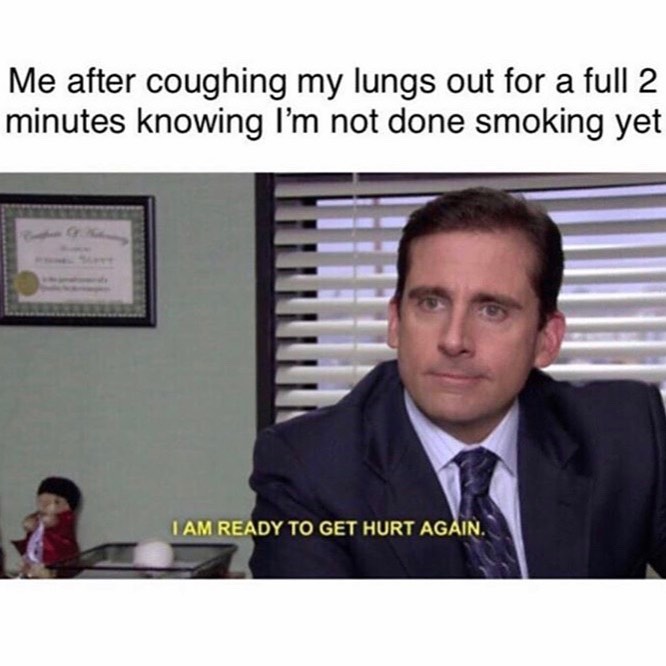 Me after coughing my lungs out for a full 2
minutes knowing I'm not done smoking yet
I AM READY TO GET HURT AGAIN.